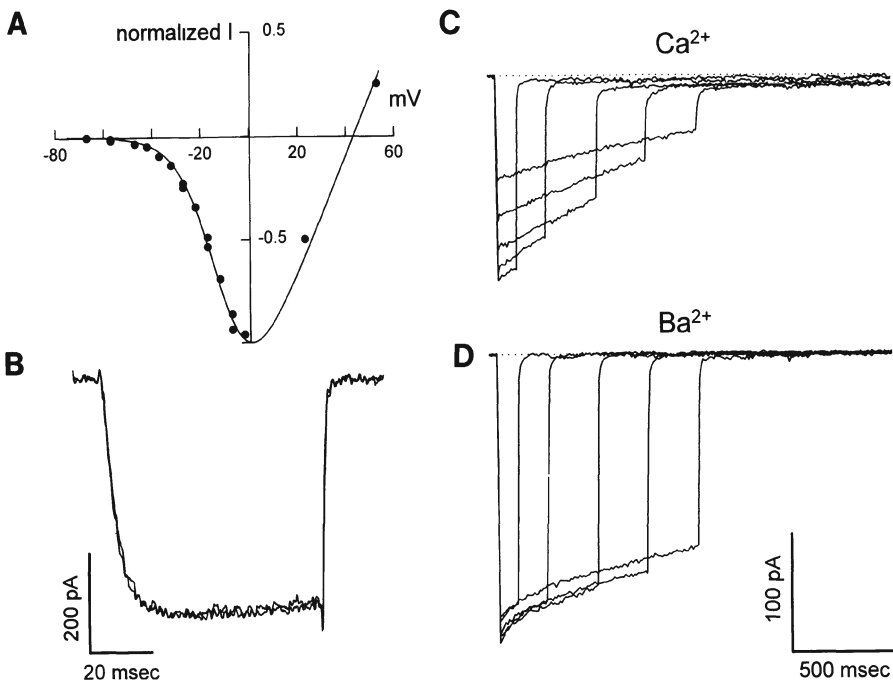 A
normalized I
0.5
mV
-80
-20
20
60
-0.5
B
200 pA
20 msec
C
Ca²⁺
Ba²⁺
D
100 pA
500 msec